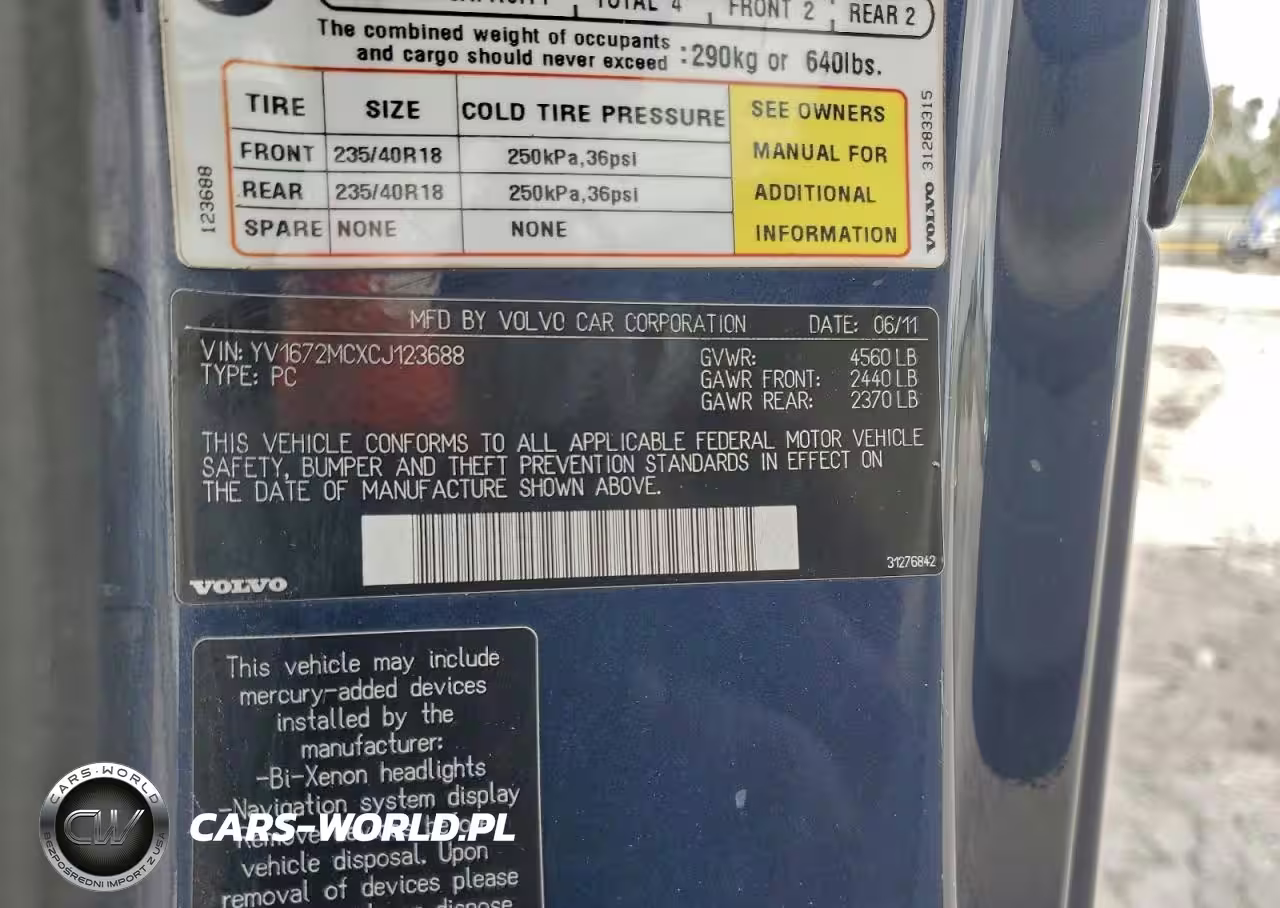 TOTAL 4 FRONT 2 REAR 2
The combined weight of occupants
and cargo should never exceed : 290kg or 640lbs.
TIRE SIZE COLD TIRE PRESSURE
FRONT 235/40R18 250kPa,36psi
REAR 235/40R18 250kPa,36psi
SPARE NONE NONE
SEE OWNERS
MANUAL FOR
ADDITIONAL
INFORMATION
123688
VOLVO 31283315
MFD BY VOLVO CAR CORPORATION DATE: 06/11
VIN: YV1672MCXCJ123688
TYPE: PC
GVWR: 4560 LB
GAWR FRONT: 2440 LB
GAWR REAR: 2370 LB
THIS VEHICLE CONFORMS TO ALL APPLICABLE FEDERAL MOTOR VEHICLE
SAFETY, BUMPER AND THEFT PREVENTION STANDARDS IN EFFECT ON
THE DATE OF MANUFACTURE SHOWN ABOVE.
VOLVO
31276842
This vehicle may include
mercury-added devices
installed by the
manufacturer:
-Bi-Xenon headlights
-Navigation system display
Remove
vehicle disposal. Upon
removal of devices please
dispose
CARS-WORLD
CW
BEZPOŚREDNI IMPORT Z USA
CARS-WORLD.PL